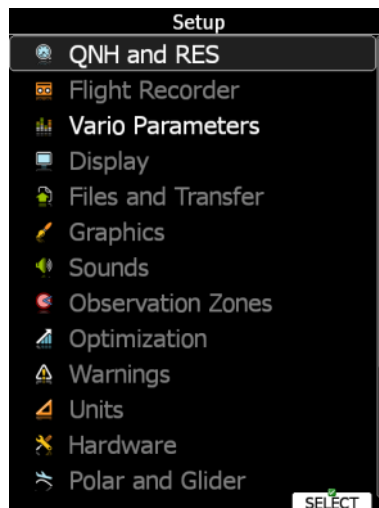 Setup
QNH and RES
Flight Recorder
Vario Parameters
Display
Files and Transfer
Graphics
Sounds
Observation Zones
Optimization
Warnings
Units
Hardware
Polar and Glider
SELECT